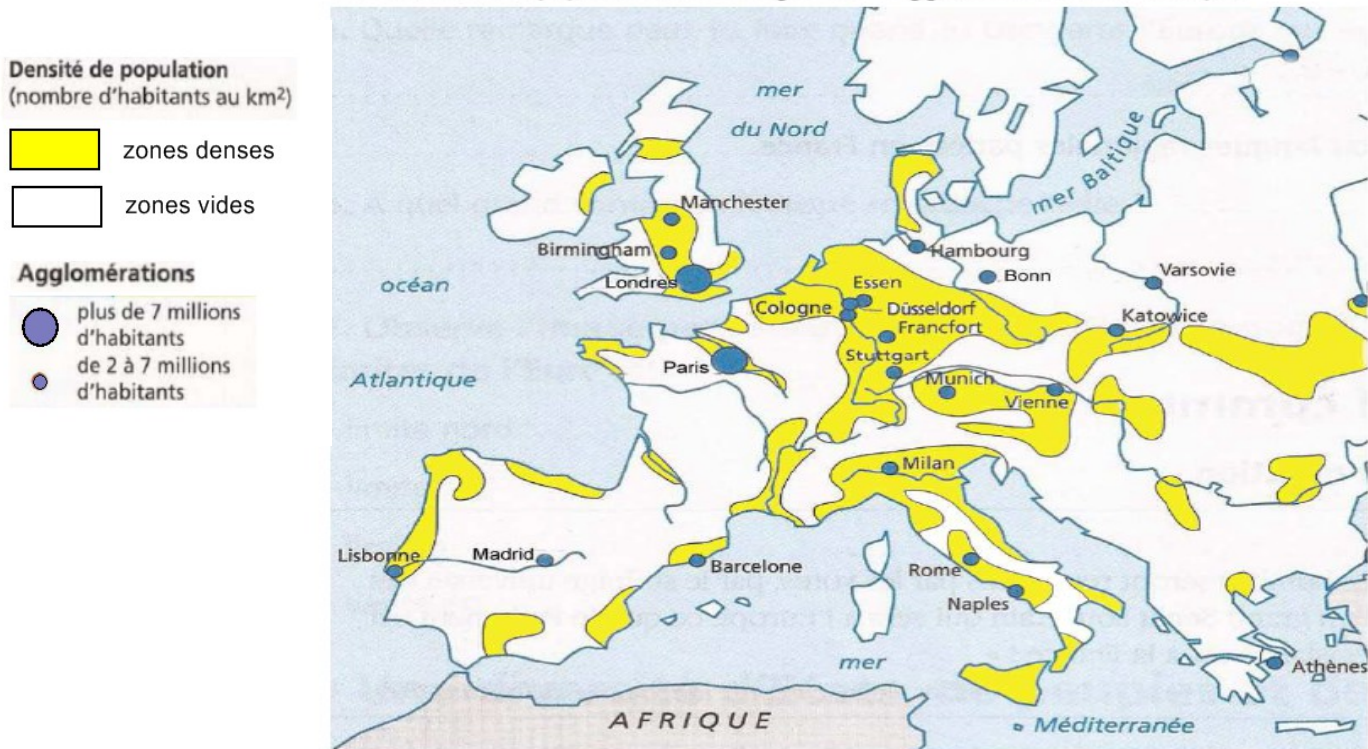 Densité de population
(nombre d'habitants au km²)
zones denses
zones vides
Agglomérations
plus de 7 millions
d'habitants
de 2 à 7 millions
d'habitants
mer
du Nord
mer Baltique
océan
Atlantique
Manchester
Birmingham
Londres
Hambourg
Bonn
Varsovie
Essen
Cologne
Düsseldorf
Francfort
Katowice
Stuttgart
Paris
Munich
Vienne
Milan
Lisbonne
Madrid
Barcelone
Rome
Naples
Athènes
mer
Méditerranée
AFRIQUE